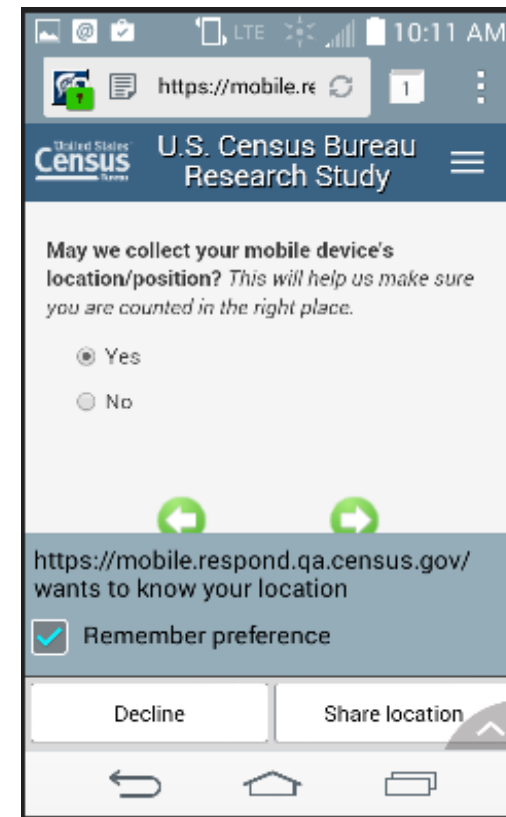 LTE 10:11 AM
https://mobile.re 1
United States
Census
Bureau
U.S. Census Bureau
Research Study
May we collect your mobile device's
location/position? This will help us make sure
you are counted in the right place.
Yes
No
https://mobile.respond.qa.census.gov/
wants to know your location
Remember preference
Decline Share location